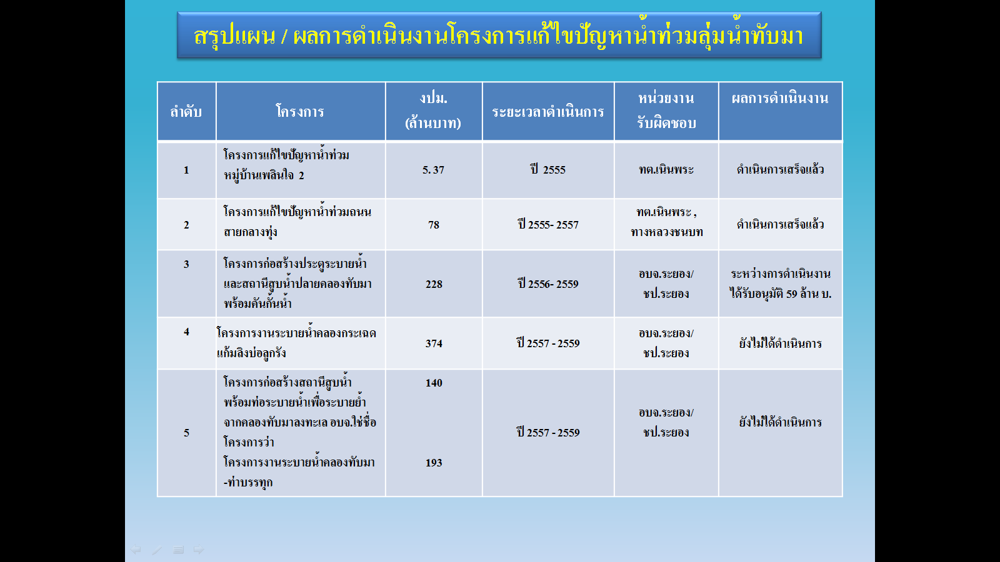 สรุปแผน / ผลการดำเนินงานโครงการแก้ไขปัญหาน้ำท่วมลุ่มน้ำทับมา
ลำดับ
โครงการ
งปม.
(ล้านบาท)
ระยะเวลาดำเนินการ
หน่วยงาน
รับผิดชอบ
ผลการดำเนินงาน
1
โครงการแก้ไขปัญหาน้ำท่วม
หมู่บ้านเพลินใจ 2
5. 37
ปี 2555
ทต.เนินพระ
ดำเนินการเสร็จแล้ว
2
โครงการแก้ไขปัญหาน้ำท่วมถนน
สายกลางทุ่ง
78
ปี 2555- 2557
ทต.เนินพระ ,
ทางหลวงชนบท
ดำเนินการเสร็จแล้ว
3
โครงการก่อสร้างประตูระบายน้ำ
และสถานีสูบน้ำปลายคลองทับมา
พร้อมคันกั้นน้ำ
228
ปี 2556- 2559
อบจ.ระยอง/
ชป.ระยอง
ระหว่างการดำเนินงาน
ได้รับอนุมัติ 59 ล้าน บ.
4
โครงการงานระบายน้ำคลองกระเฉด
แก้มลิงบ่อลูกรัง
374
ปี 2557 - 2559
อบจ.ระยอง/
ชป.ระยอง
ยังไม่ได้ดำเนินการ
5
โครงการก่อสร้างสถานีสูบน้ำ
พร้อมท่อระบายน้ำเพื่อระบายย้ำ
จากคลองทับมาลงทะเล อบจ.ใช่ชื่อ
โครงการว่า
โครงการงานระบายน้ำคลองทับมา
-ท่าบรรทุก
140
193
ปี 2557 - 2559
อบจ.ระยอง/
ชป.ระยอง
ยังไม่ได้ดำเนินการ